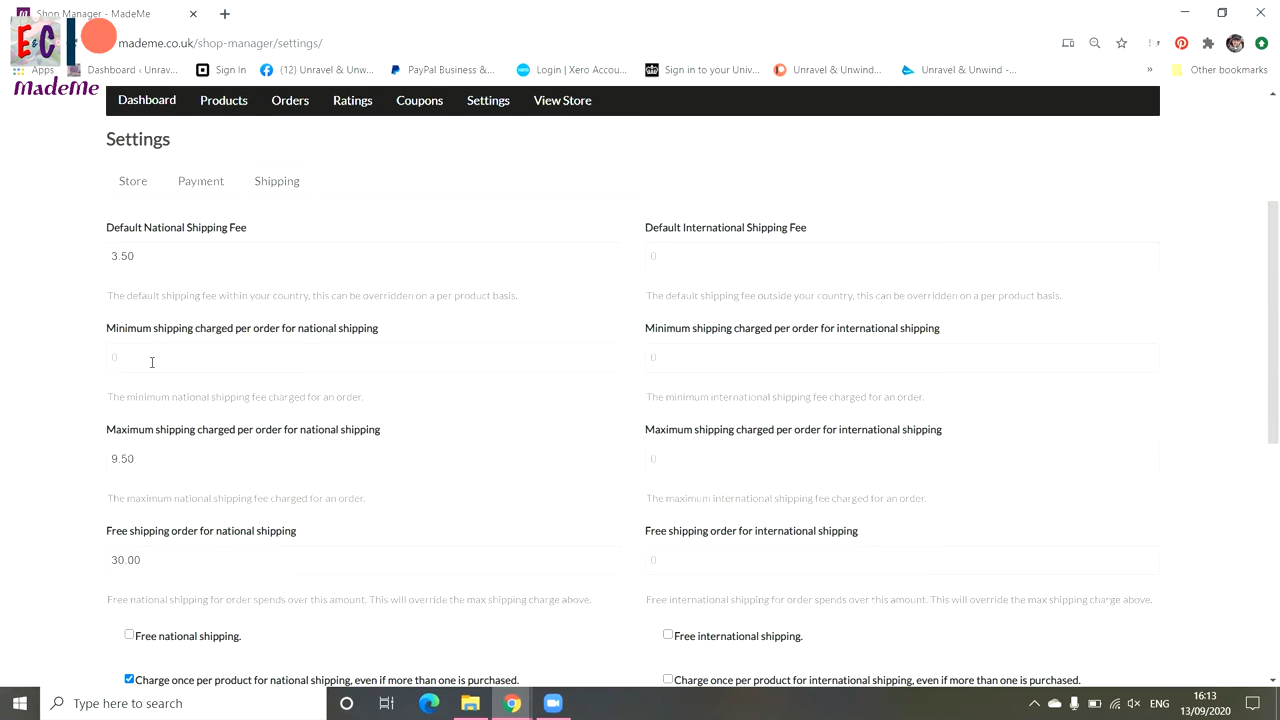 Shop Manager - MadeMe
E&C
mademe.co.uk/shop-manager/settings/
Apps
Dashboard ‹ Unrav...
Sign In
(12) Unravel & Unw...
PayPal Business &...
Login | Xero Accou...
Sign in to your Univ...
Unravel & Unwind...
Unravel & Unwind -...
»
Other bookmarks
MadeMe
Dashboard
Products
Orders
Ratings
Coupons
Settings
View Store
Settings
Store
Payment
Shipping
Default National Shipping Fee
Default International Shipping Fee
3.50
0
The default shipping fee within your country, this can be overridden on a per product basis.
The default shipping fee outside your country, this can be overridden on a per product basis.
Minimum shipping charged per order for national shipping
Minimum shipping charged per order for international shipping
0
0
The minimum national shipping fee charged for an order.
The minimum international shipping fee charged for an order.
Maximum shipping charged per order for national shipping
Maximum shipping charged per order for international shipping
9.50
0
The maximum national shipping fee charged for an order.
The maximum international shipping fee charged for an order.
Free shipping order for national shipping
Free shipping order for international shipping
30.00
0
Free national shipping for order spends over this amount. This will override the max shipping charge above.
Free international shipping for order spends over this amount. This will override the max shipping charge above.
Free national shipping.
Free international shipping.
Charge once per product for national shipping, even if more than one is purchased.
Charge once per product for international shipping, even if more than one is purchased.
Type here to search
16:13
13/09/2020